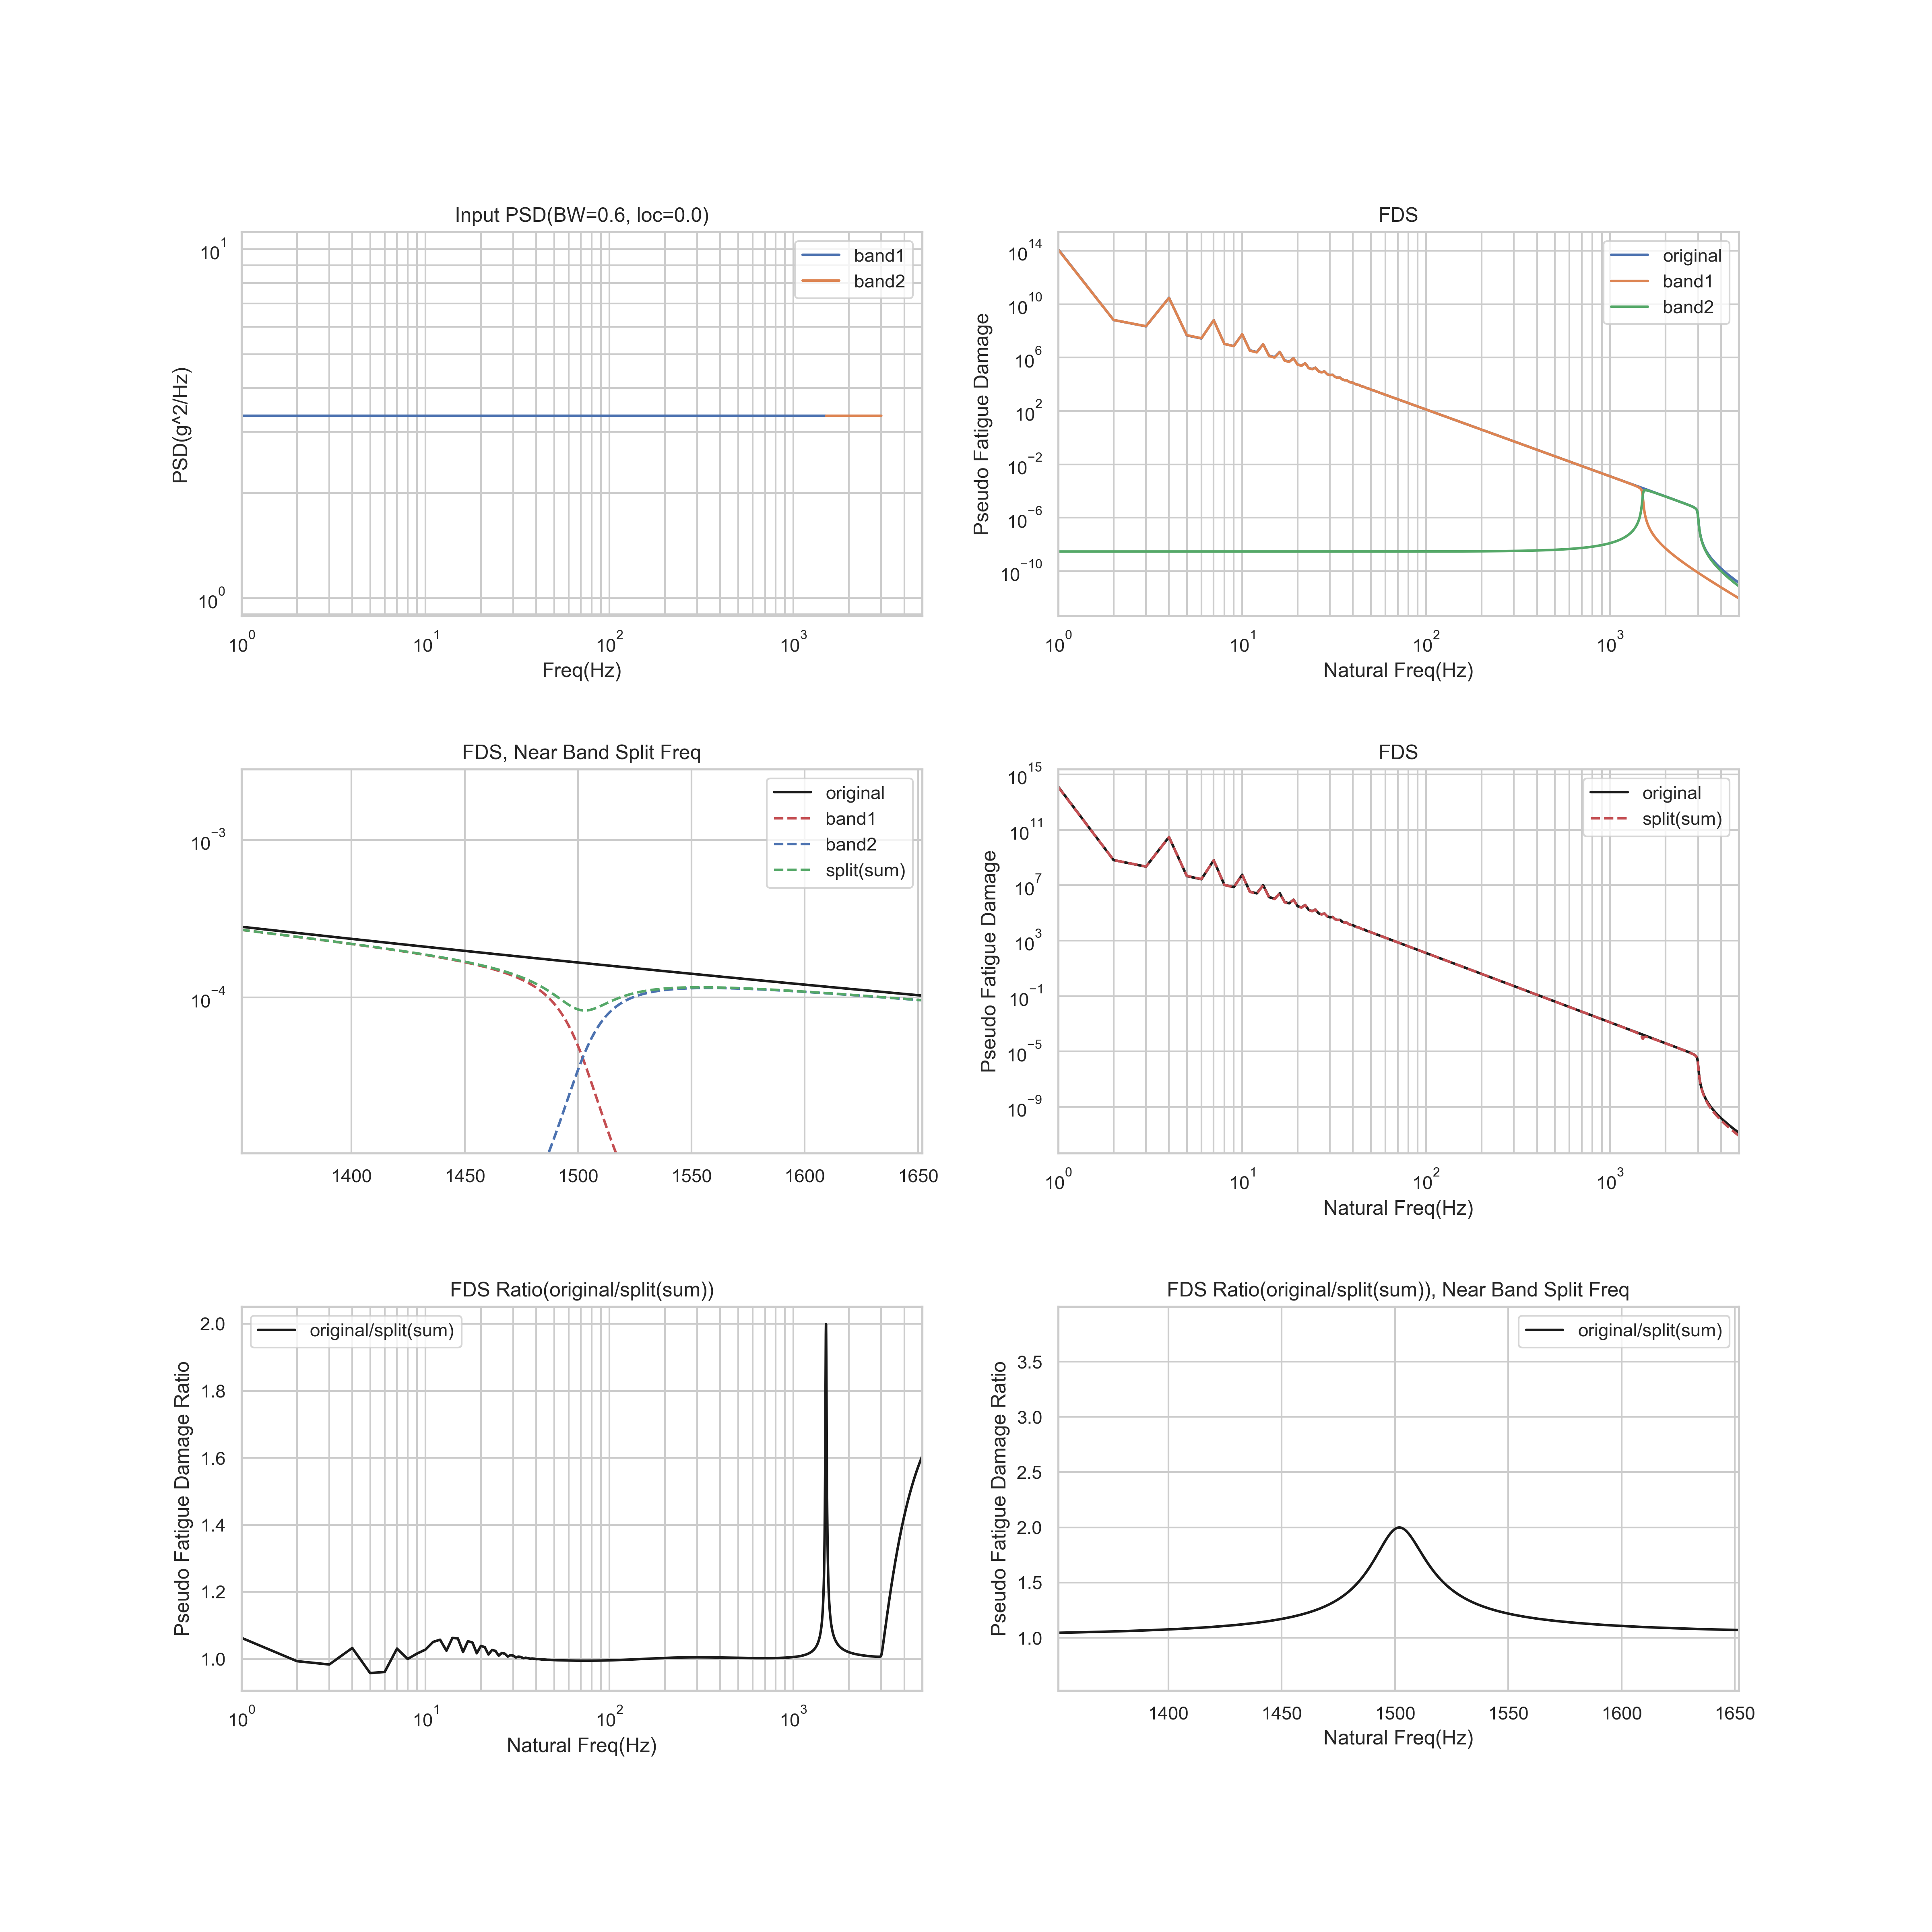 Input PSD(BW=0.6, loc=0.0)
PSD(g^2/Hz)
10^1
10^0
band1
band2
10^0 10^1 10^2 10^3
Freq(Hz)
FDS
Pseudo Fatigue Damage
10^14
10^10
10^6
10^2
10^−2
10^−6
10^−10
original
band1
band2
10^0 10^1 10^2 10^3
Natural Freq(Hz)
FDS, Near Band Split Freq
10^−3
10^−4
original
band1
band2
split(sum)
1400 1450 1500 1550 1600 1650
FDS
Pseudo Fatigue Damage
10^15
10^11
10^7
10^3
10^−1
10^−5
10^−9
original
split(sum)
10^0 10^1 10^2 10^3
Natural Freq(Hz)
FDS Ratio(original/split(sum))
Pseudo Fatigue Damage Ratio
2.0
1.8
1.6
1.4
1.2
1.0
original/split(sum)
10^0 10^1 10^2 10^3
Natural Freq(Hz)
FDS Ratio(original/split(sum)), Near Band Split Freq
Pseudo Fatigue Damage Ratio
3.5
3.0
2.5
2.0
1.5
1.0
original/split(sum)
1400 1450 1500 1550 1600 1650
Natural Freq(Hz)